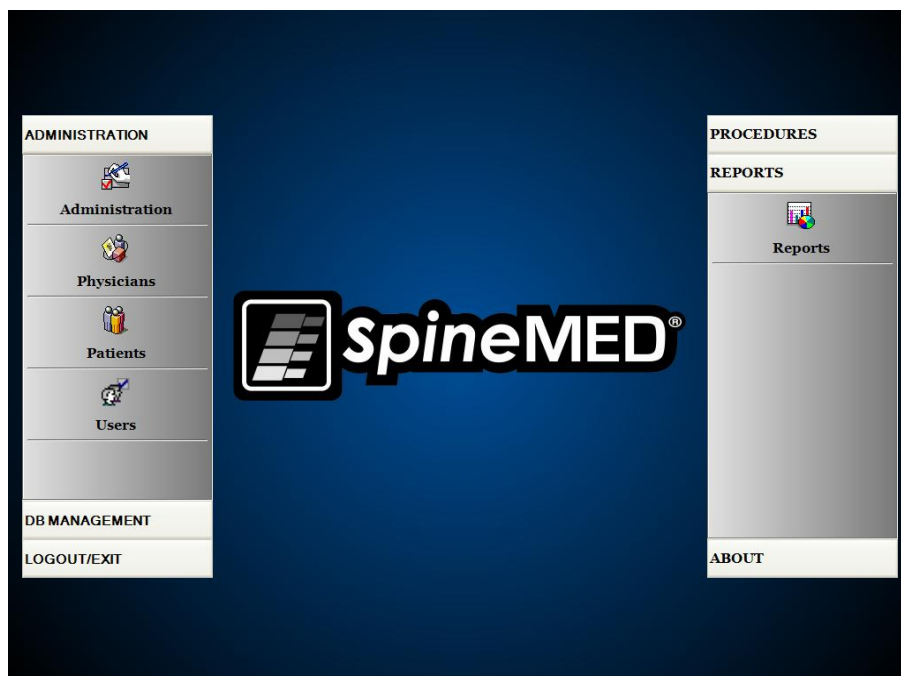 ADMINISTRATION
Administration
Physicians
Patients
Users
DB MANAGEMENT
LOGOUT/EXIT
SpineMED®
PROCEDURES
REPORTS
Reports
ABOUT